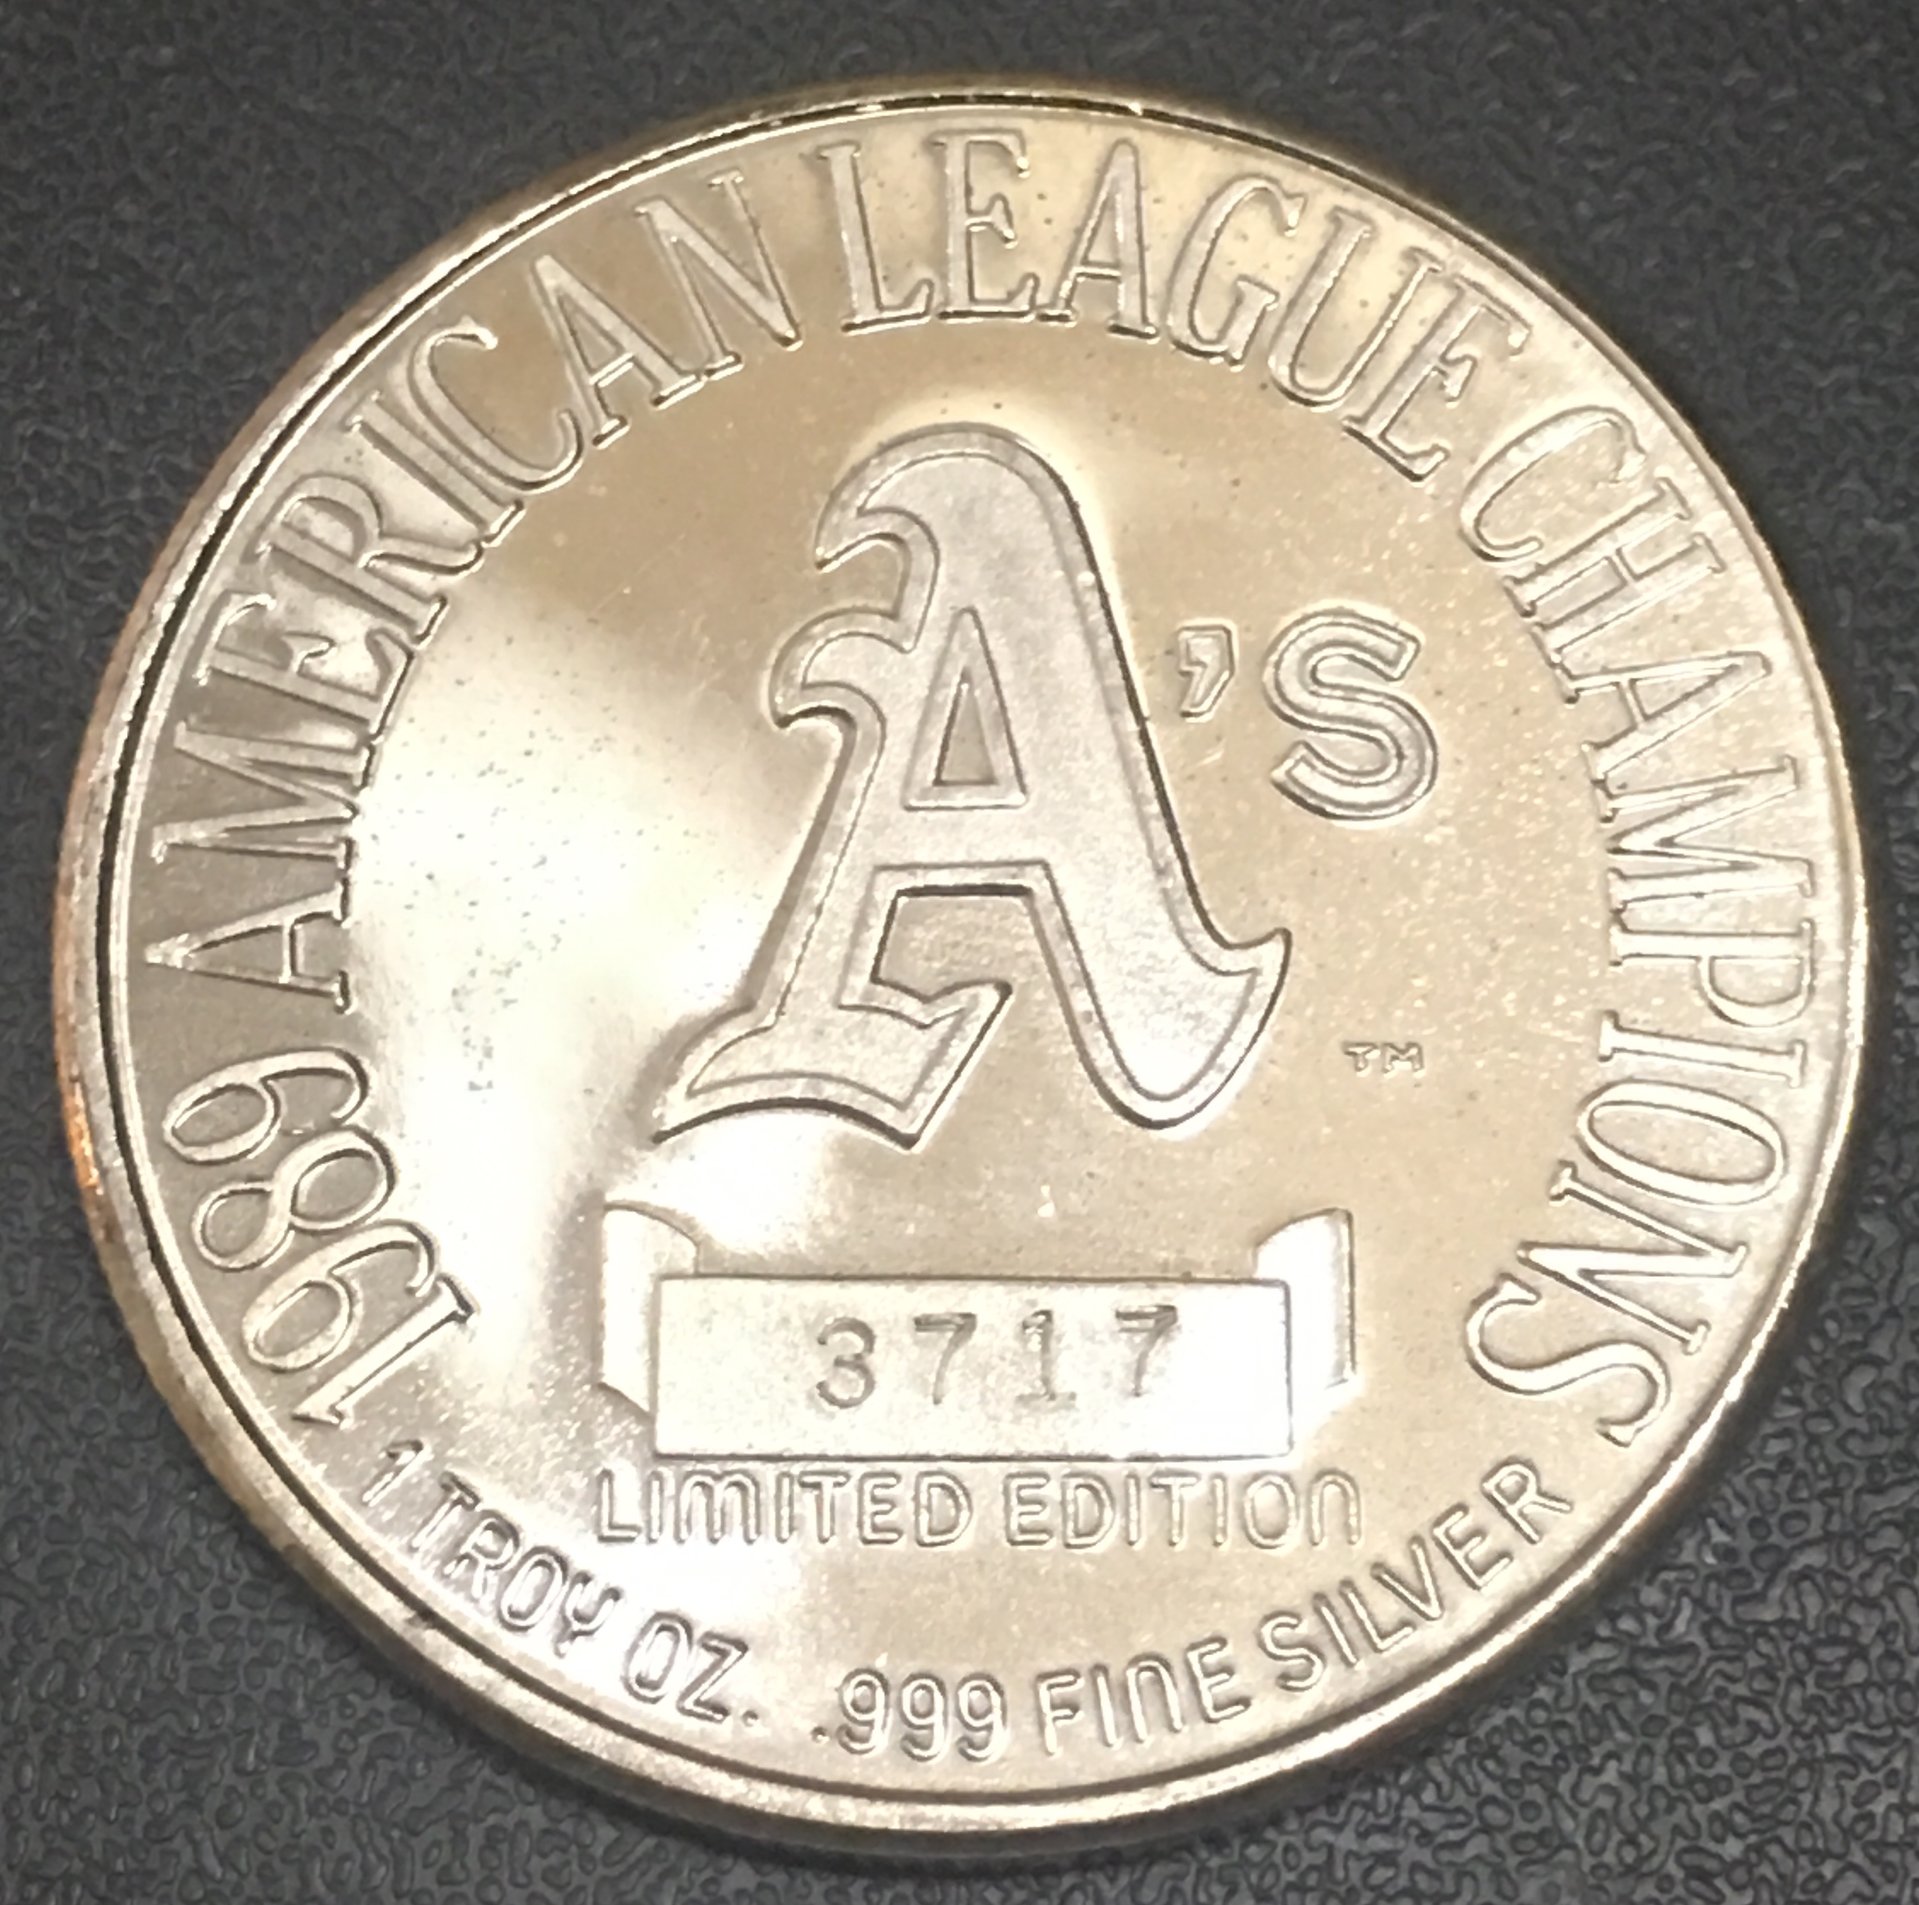 1989 AMERICAN LEAGUE CHAMPIONS
A's
TM
3717
LIMITED EDITION
1 TROY OZ. .999 FINE SILVER